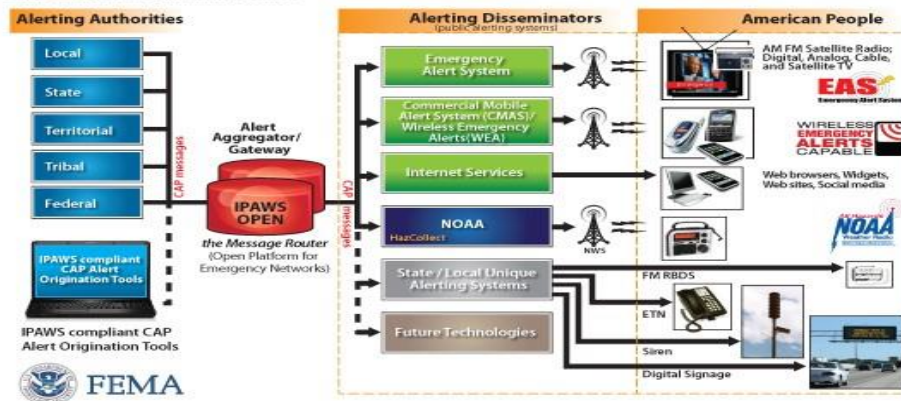 Alerting Authorities
Local
State
Territorial
Tribal
Federal
IPAWS compliant
CAP Alert
Origination Tools
IPAWS compliant CAP
Alert Origination Tools
FEMA
CAP messages
Alert
Aggregator/
Gateway
IPAWS
OPEN
the Message Router
(Open Platform for
Emergency Networks)
CAP messages
Alerting Disseminators
(public alerting systems)
Emergency
Alert System
Commercial Mobile
Alert System (CMAS)/
Wireless Emergency
Alerts(WEA)
Internet Services
NOAA
HazCollect
NWS
State / Local Unique
Alerting Systems
Future Technologies
FM RBDS
ETN
Siren
Digital Signage
American People
AM FM Satellite Radio;
Digital, Analog, Cable,
and Satellite TV
EAS
Emergency Alert System
WIRELESS
EMERGENCY
ALERTS
CAPABLE
Web browsers, Widgets,
Web sites, Social media
NOAA
Weather Radio